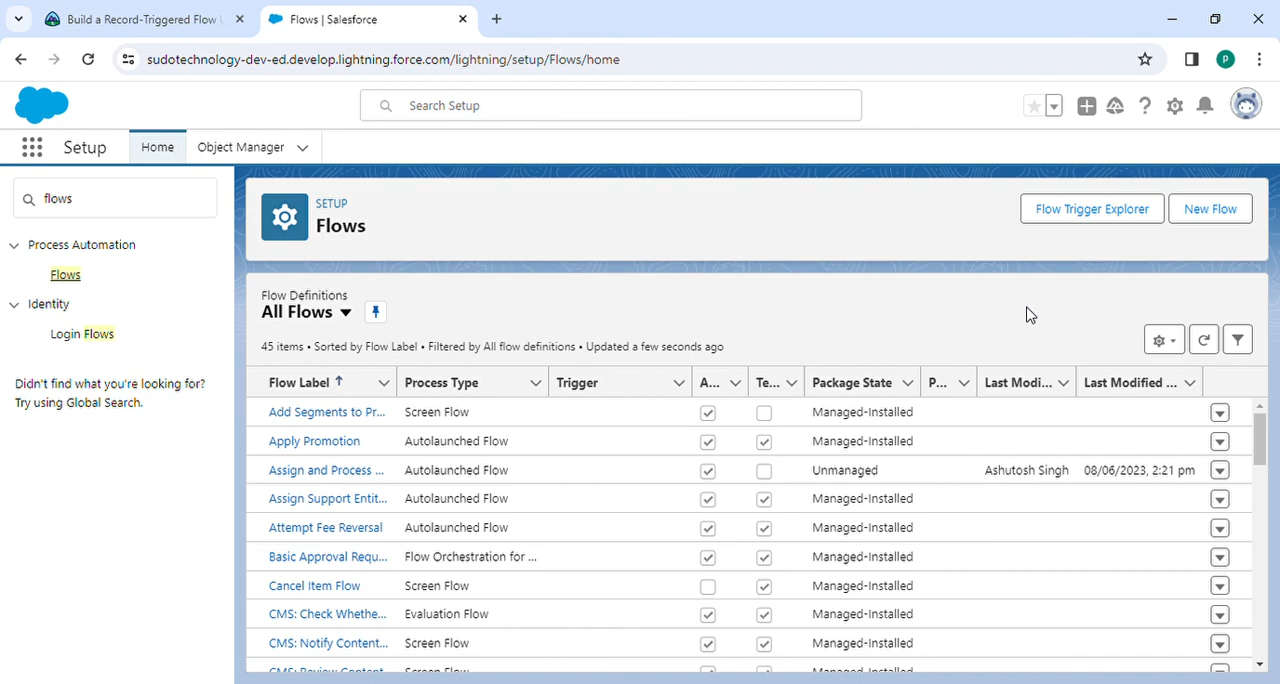 Build a Record-Triggered Flow
Flows | Salesforce
sudotechnology-dev-ed.develop.lightning.force.com/lightning/setup/Flows/home
P
Search Setup
Setup
Home
Object Manager
flows
Process Automation
Flows
Identity
Login Flows
Didn't find what you're looking for?
Try using Global Search.
SETUP
Flows
Flow Trigger Explorer
New Flow
Flow Definitions
All Flows
45 items • Sorted by Flow Label • Filtered by All flow definitions • Updated a few seconds ago
Flow Label Process Type Trigger A... Te... Package State P... Last Modi... Last Modified ...
Add Segments to Pr... Screen Flow Managed-Installed
Apply Promotion Autolaunched Flow Managed-Installed
Assign and Process ... Autolaunched Flow Unmanaged Ashutosh Singh 08/06/2023, 2:21 pm
Assign Support Entit... Autolaunched Flow Managed-Installed
Attempt Fee Reversal Autolaunched Flow Managed-Installed
Basic Approval Requ... Flow Orchestration for ... Managed-Installed
Cancel Item Flow Screen Flow Managed-Installed
CMS: Check Whethe... Evaluation Flow Managed-Installed
CMS: Notify Content... Screen Flow Managed-Installed
CMS: Review Content Screen Flow Managed-Installed